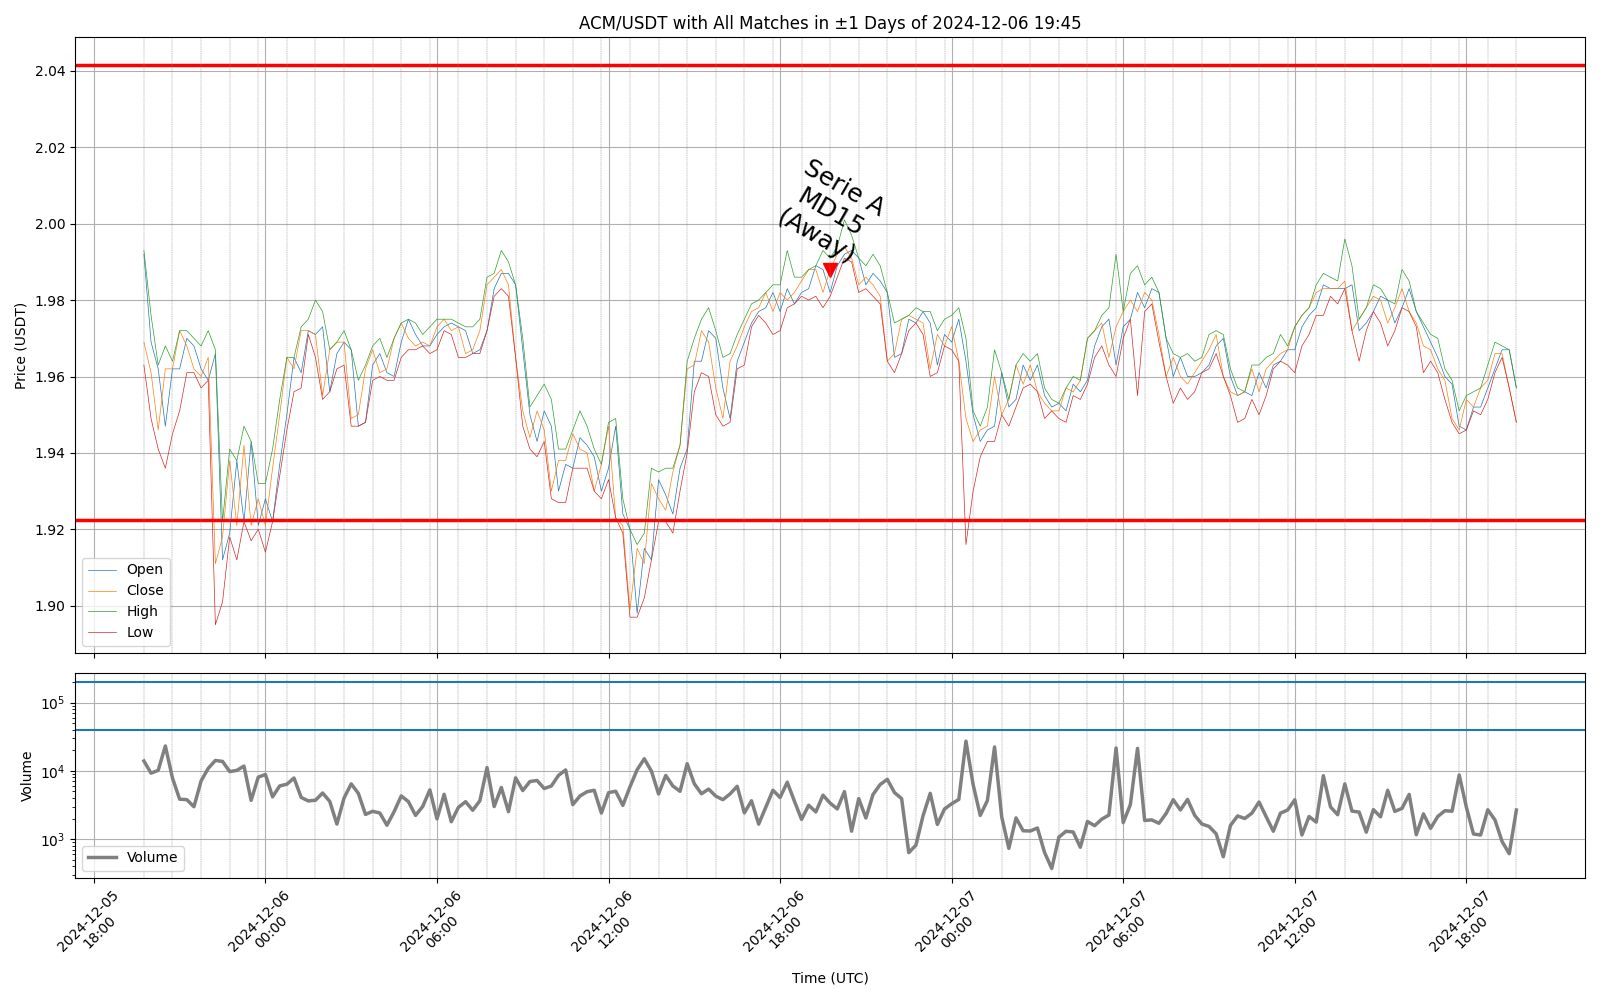 ACM/USDT with All Matches in ±1 Days of 2024-12-06 19:45
Price (USDT)
2.04
2.02
2.00
1.98
1.96
1.94
1.92
1.90
Serie A
MD15
(Away)
Open
Close
High
Low
Volume
10^5
10^4
10^3
Volume
2024-12-05
18:00
2024-12-06
00:00
2024-12-06
06:00
2024-12-06
12:00
2024-12-06
18:00
2024-12-07
00:00
2024-12-07
06:00
2024-12-07
12:00
2024-12-07
18:00
Time (UTC)